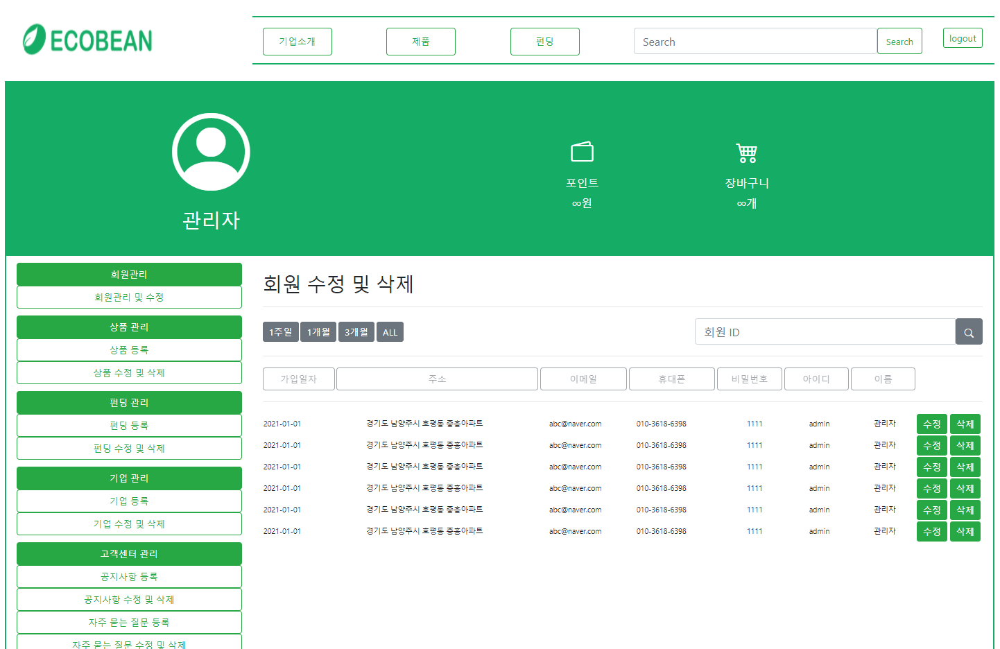 ECOBEAN
기업소개 제품 펀딩 Search Search logout
관리자
포인트
∞원
장바구니
∞개
회원관리
회원관리 및 수정
상품 관리
상품 등록
상품 수정 및 삭제
펀딩 관리
펀딩 등록
펀딩 수정 및 삭제
기업 관리
기업 등록
기업 수정 및 삭제
고객센터 관리
공지사항 등록
공지사항 수정 및 삭제
자주 묻는 질문 등록
자주 묻는 질문 수정 및 삭제
회원 수정 및 삭제
1주일 1개월 3개월 ALL 회원 ID
가입일자 주소 이메일 휴대폰 비밀번호 아이디 이름
2021-01-01 경기도 남양주시 호평동 중흥아파트 abc@naver.com 010-3618-6398 1111 admin 관리자 수정 삭제
2021-01-01 경기도 남양주시 호평동 중흥아파트 abc@naver.com 010-3618-6398 1111 admin 관리자 수정 삭제
2021-01-01 경기도 남양주시 호평동 중흥아파트 abc@naver.com 010-3618-6398 1111 admin 관리자 수정 삭제
2021-01-01 경기도 남양주시 호평동 중흥아파트 abc@naver.com 010-3618-6398 1111 admin 관리자 수정 삭제
2021-01-01 경기도 남양주시 호평동 중흥아파트 abc@naver.com 010-3618-6398 1111 admin 관리자 수정 삭제
2021-01-01 경기도 남양주시 호평동 중흥아파트 abc@naver.com 010-3618-6398 1111 admin 관리자 수정 삭제